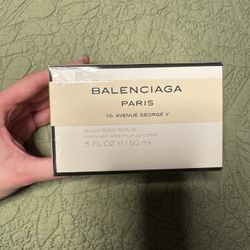 BALENCIAGA
PARIS
10, AVENUE GEORGE V
BLACK BODY SCRUB
EXFOLIANT NOIR POUR LE CORPS
5 FL.OZ ℮ 150 ml